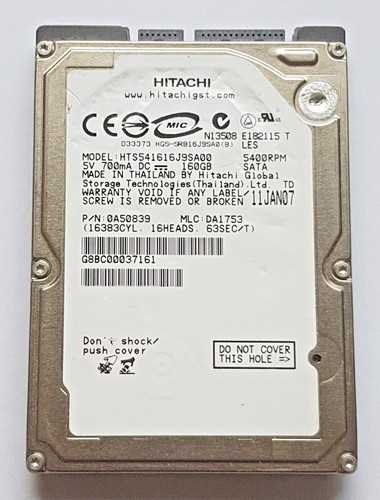 HITACHI
www.hitachigst.com
CE MIC N13508 E182115 T
D33373 HGS-SRB16J9SA0(B) LES
MODEL:HTS541616J9SA00 5400RPM
5V 700mA DC 160GB SATA
MADE IN THAILAND BY Hitachi Global
Storage Technologies(Thailand).Ltd. TD
WARRANTY VOID IF ANY LABEL OR
SCREW IS REMOVED OR BROKEN 11JAN07
P/N:0A50839 MLC:DA1753
(16383CYL. 16HEADS. 63SEC/T)
G8BC00037161
Don't shock/
push cover
DO NOT COVER
THIS HOLE =>